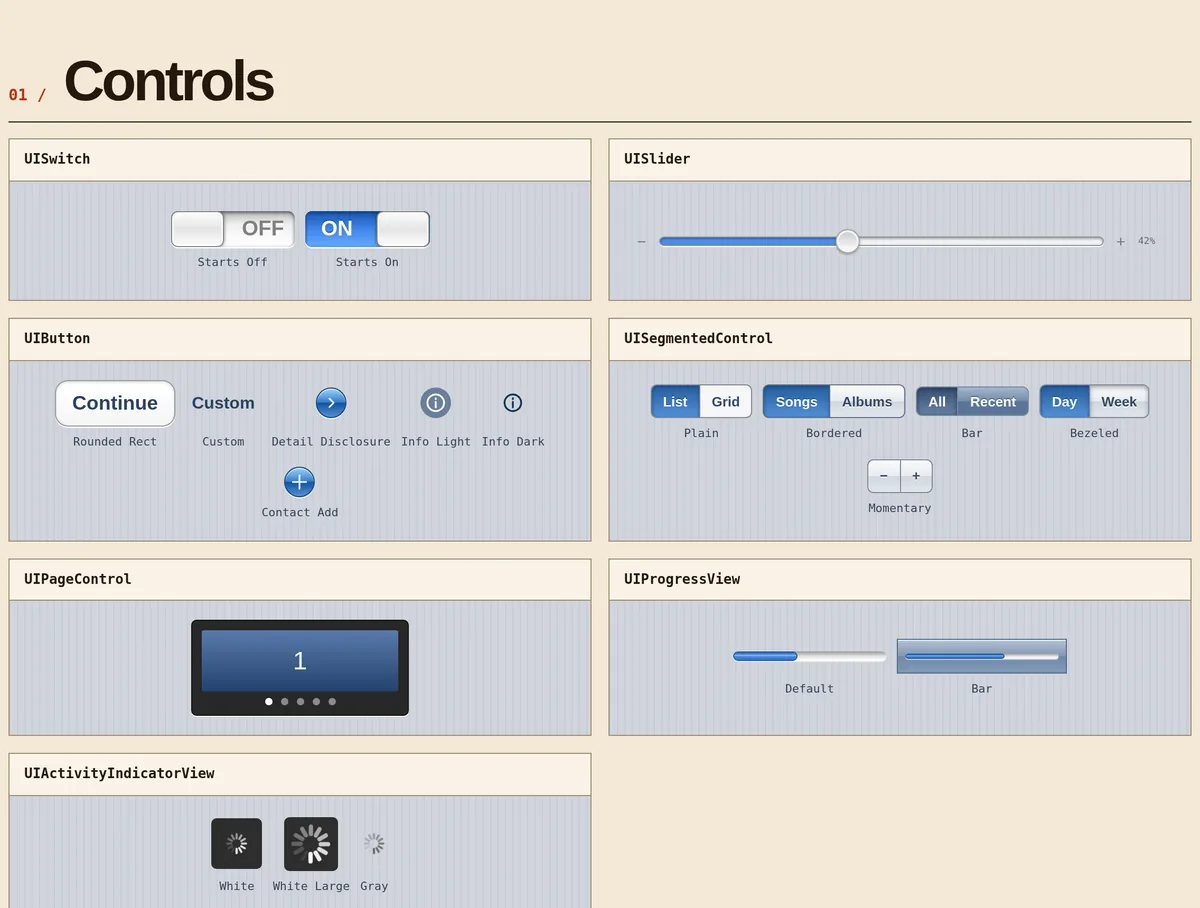 01 / Controls
UISwitch
OFF ON
Starts Off Starts On
UISlider
− + 42%
UIButton
Continue Custom
Rounded Rect Custom Detail Disclosure Info Light Info Dark
Contact Add
UISegmentedControl
List Grid Songs Albums All Recent Day Week
Plain Bordered Bar Bezeled
− +
Momentary
UIPageControl
1
UIProgressView
Default Bar
UIActivityIndicatorView
White White Large Gray